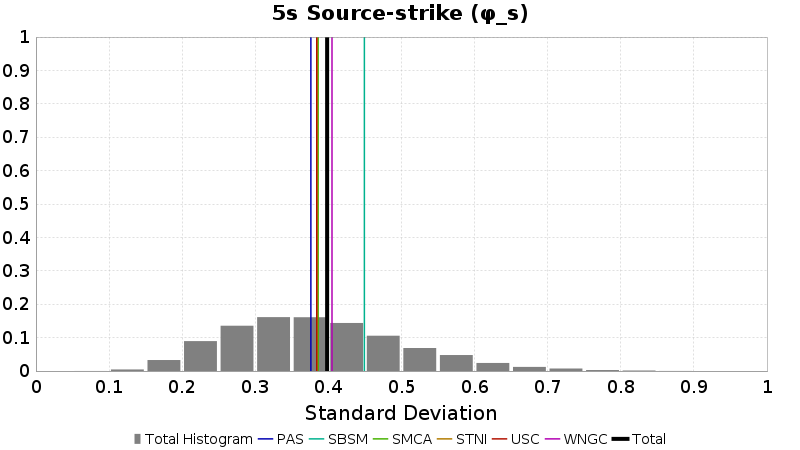 5s Source-strike (φ_s)
1
0.9
0.8
0.7
0.6
0.5
0.4
0.3
0.2
0.1
0
0 0.1 0.2 0.3 0.4 0.5 0.6 0.7 0.8 0.9 1
Standard Deviation
Total Histogram PAS SBSM SMCA STNI USC WNGC Total